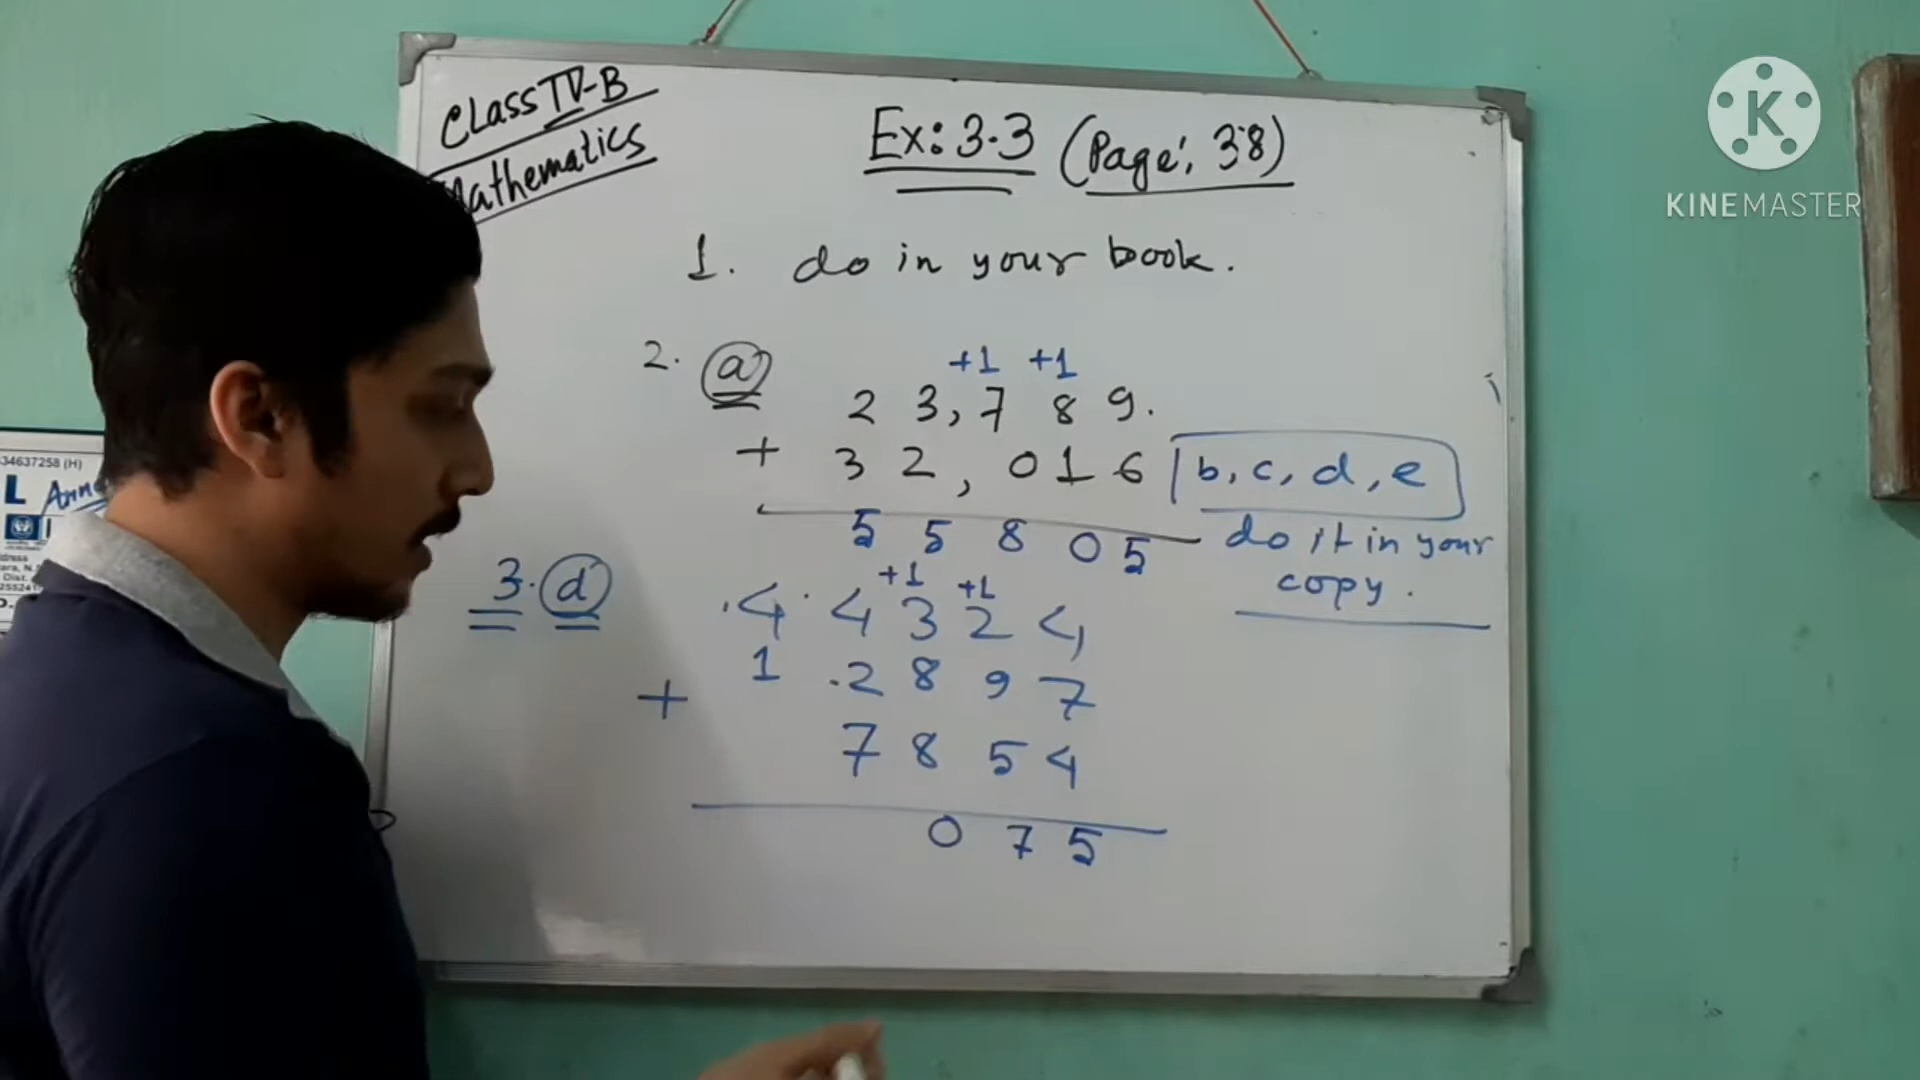 Class IV-B
Mathematics
Ex: 3.3 (Page: 38)
KINEMASTER
1. do in your book.
2. a
+1 +1
2 3, 7 8 9.
+ 3 2, 0 1 6
b, c, d, e
5 5 8 0 5
do it in your
copy.
3. d
+1 +1
4 4 3 2 4
1 2 8 9 7
+
7 8 5 4
0 7 5
34637258 (H)
L